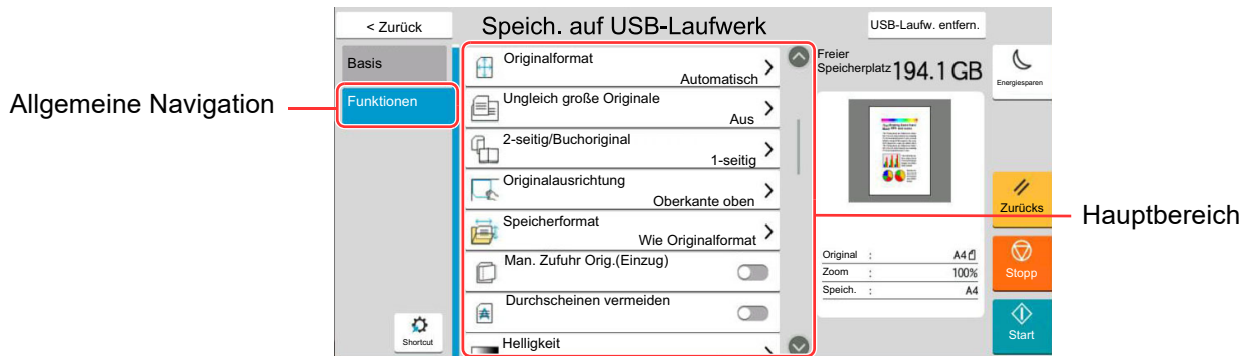 < Zurück
Speich. auf USB-Laufwerk
USB-Laufw. entfern.
Allgemeine Navigation
Basis
Funktionen
Shortcut
Originalformat
Automatisch
Ungleich große Originale
Aus
2-seitig/Buchoriginal
1-seitig
Originalausrichtung
Oberkante oben
Speicherformat
Wie Originalformat
Man. Zufuhr Orig.(Einzug)
Durchscheinen vermeiden
Helligkeit
Freier
Speicherplatz 194.1 GB
Original : A4
Zoom : 100%
Speich. : A4
Energiesparen
Zurücks
Stopp
Start
Hauptbereich